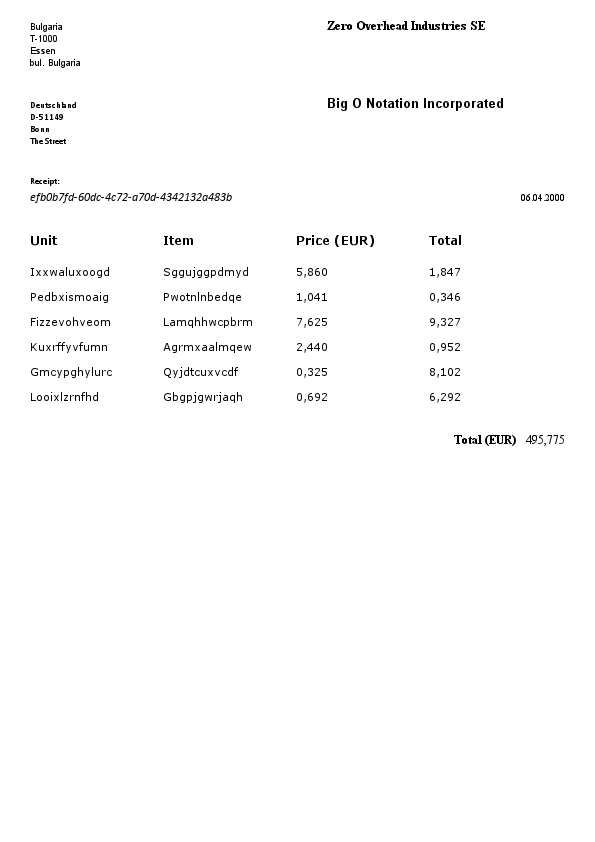 Bulgaria
T-1000
Essen
bul. Bulgaria
Zero Overhead Industries SE
Deutschland
D-51149
Bonn
The Street
Big O Notation Incorporated
Receipt:
efb0b7fd-60dc-4c72-a70d-4342132a483b
06.04.2000
Unit Item Price (EUR) Total
Ixxwaluxoogd Sggujggpdmyd 5,860 1,847
Pedbxismoaig Pwotnlnbedqe 1,041 0,346
Fizzevohveom Lamqhhwcpbrm 7,625 9,327
Kuxrffyvfumn Agrmxaalmqew 2,440 0,952
Gmcypghylurc Qyjdtcuxvcdf 0,325 8,102
Looixlzrnfhd Gbgpjgwrjaqh 0,692 6,292
Total (EUR) 495,775